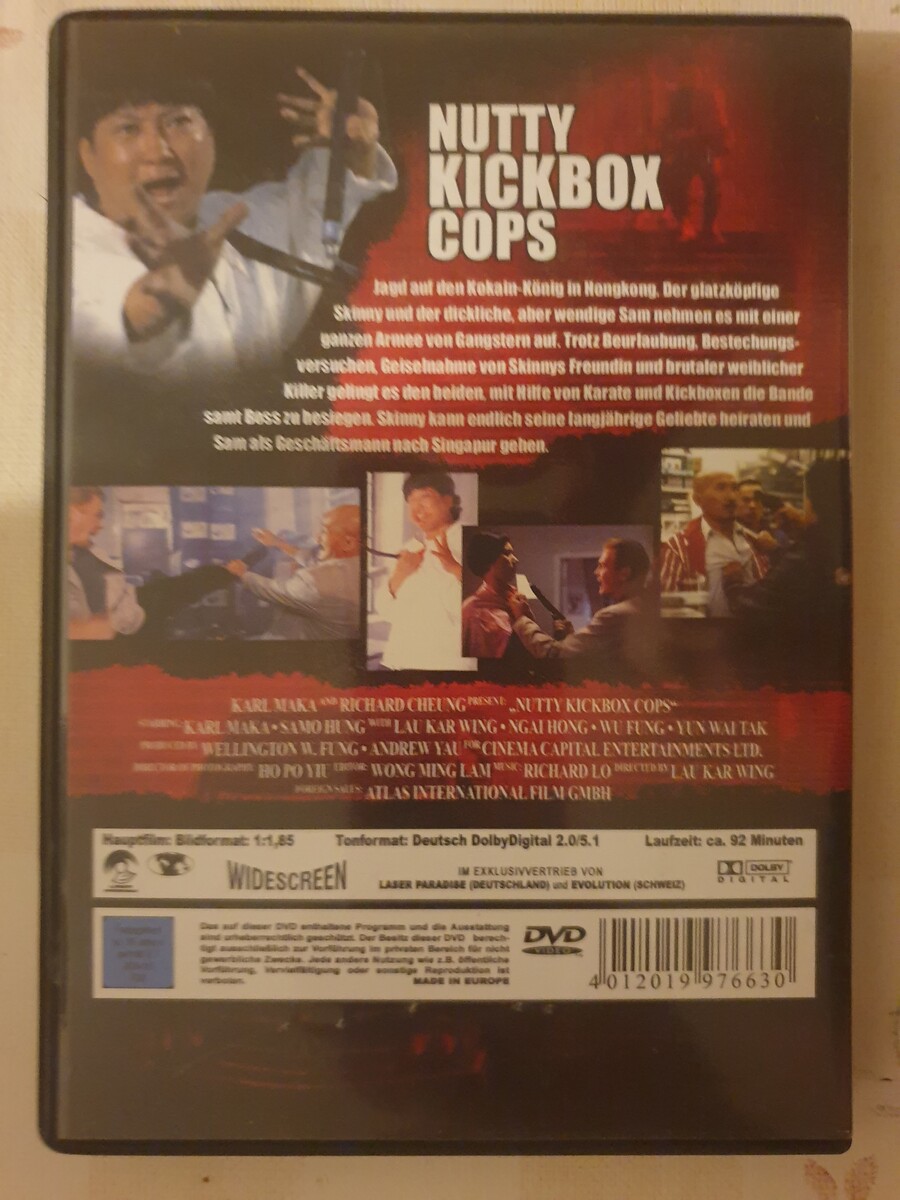 NUTTY
KICKBOX
COPS
Jagd auf den Kokain-König in Hongkong. Der glatzköpfige
Skinny und der dickliche, aber wendige Sam nehmen es mit einer
ganzen Armee von Gangstern auf. Trotz Beurlaubung, Bestechungs-
versuchen, Geiselnahme von Skinnys Freundin und brutaler weiblicher
Killer gelingt es den beiden, mit Hilfe von Karate und Kickboxen die Bande
samt Boss zu besiegen. Skinny kann endlich seine langjährige Geliebte heiraten und
Sam als Geschäftsmann nach Singapur gehen.
KARL MAKA AND RICHARD CHEUNG PRESENT: „NUTTY KICKBOX COPS“
STARRING: KARL MAKA • SAMO HUNG WITH LAU KAR WING • NGAI HONG • WU FUNG • YUN WAI TAK
PRODUCED BY WELLINGTON W. FUNG • ANDREW YAU FOR CINEMA CAPITAL ENTERTAINMENTS LTD.
DIRECTOR OF PHOTOGRAPHY: HO PO YIU EDITOR: WONG MING LAM MUSIC: RICHARD LO DIRECTED BY LAU KAR WING
FOREIGN SALES: ATLAS INTERNATIONAL FILM GMBH
Hauptfilm: Bildformat: 1:1,85 Tonformat: Deutsch DolbyDigital 2.0/5.1 Laufzeit: ca. 92 Minuten
WIDESCREEN
IM EXKLUSIVVERTRIEB VON
LASER PARADISE (DEUTSCHLAND) und EVOLUTION (SCHWEIZ)
DOLBY
DIGITAL
Das auf dieser DVD enthaltene Programm und die Ausstattung
sind urheberrechtlich geschützt. Der Besitz dieser DVD berech-
tigt ausschließlich zur Vorführung im privaten Bereich für nicht
gewerbliche Zwecke. Jede andere Nutzung wie z.B. öffentliche
Vorführung, Vervielfältigung oder sonstige Reproduktion ist
verboten. MADE IN EUROPE
DVD
VIDEO
4 012019 976630